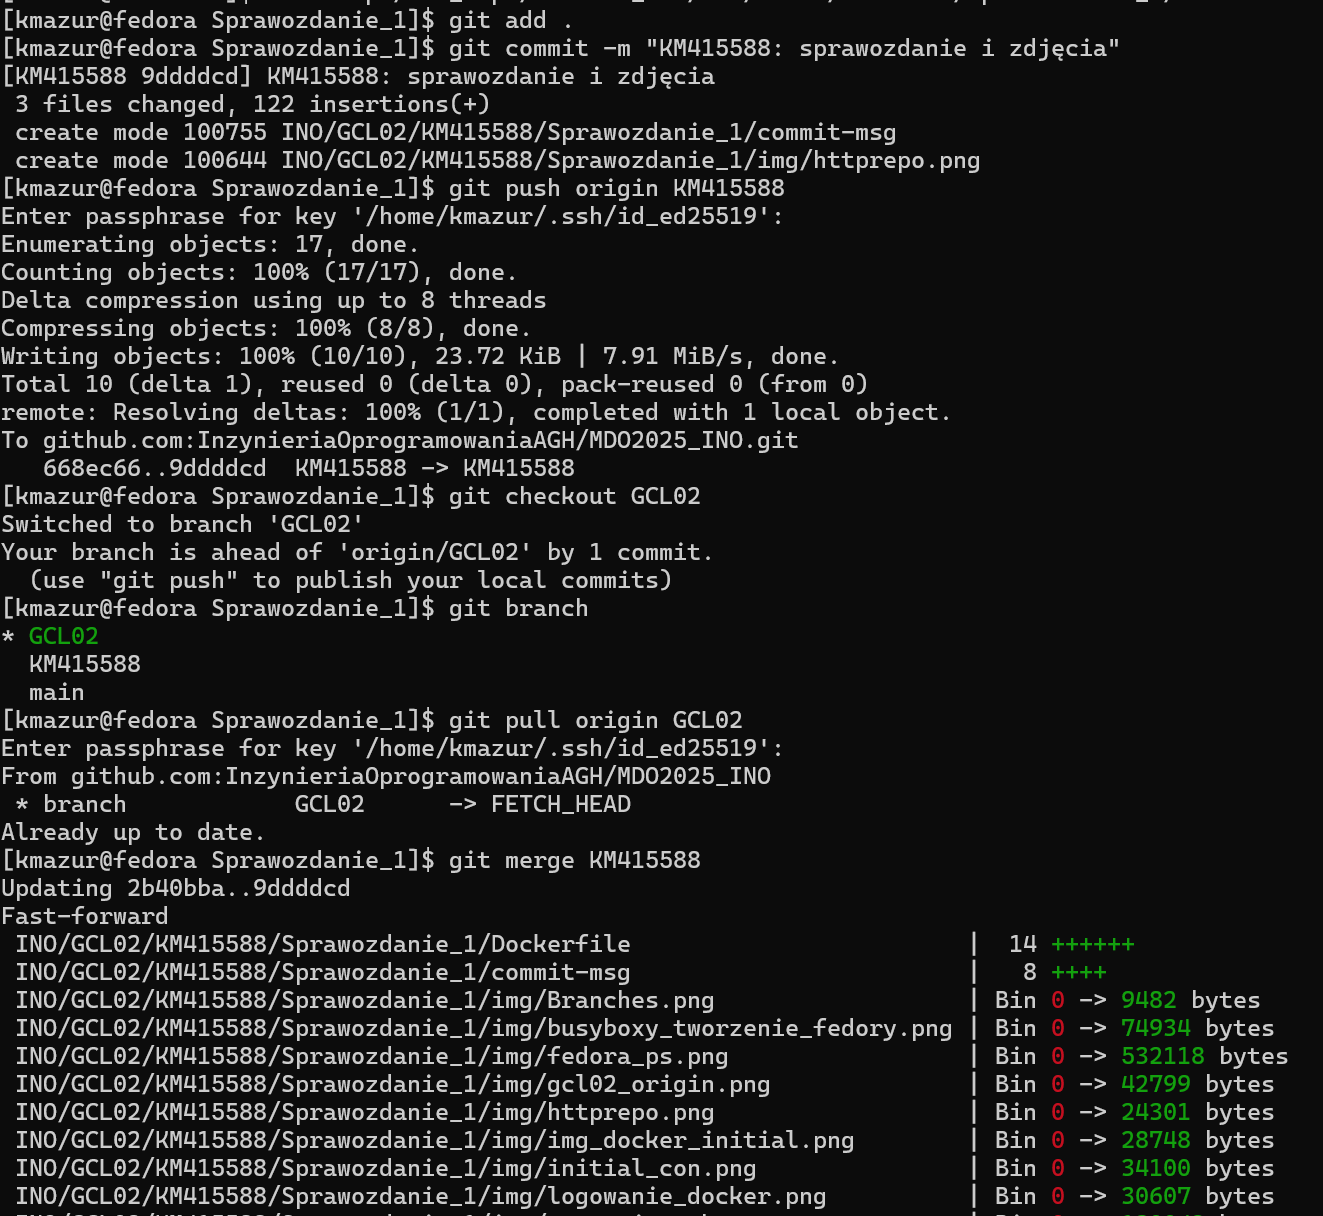 [kmazur@fedora Sprawozdanie_1]$ git add .
[kmazur@fedora Sprawozdanie_1]$ git commit -m "KM415588: sprawozdanie i zdjęcia"
[KM415588 9ddddcd] KM415588: sprawozdanie i zdjęcia
 3 files changed, 122 insertions(+)
 create mode 100755 INO/GCL02/KM415588/Sprawozdanie_1/commit-msg
 create mode 100644 INO/GCL02/KM415588/Sprawozdanie_1/img/httprepo.png
[kmazur@fedora Sprawozdanie_1]$ git push origin KM415588
Enter passphrase for key '/home/kmazur/.ssh/id_ed25519':
Enumerating objects: 17, done.
Counting objects: 100% (17/17), done.
Delta compression using up to 8 threads
Compressing objects: 100% (8/8), done.
Writing objects: 100% (10/10), 23.72 KiB | 7.91 MiB/s, done.
Total 10 (delta 1), reused 0 (delta 0), pack-reused 0 (from 0)
remote: Resolving deltas: 100% (1/1), completed with 1 local object.
To github.com:InzynieriaOprogramowaniaAGH/MDO2025_INO.git
   668ec66..9ddddcd  KM415588 -> KM415588
[kmazur@fedora Sprawozdanie_1]$ git checkout GCL02
Switched to branch 'GCL02'
Your branch is ahead of 'origin/GCL02' by 1 commit.
  (use "git push" to publish your local commits)
[kmazur@fedora Sprawozdanie_1]$ git branch
* GCL02
  KM415588
  main
[kmazur@fedora Sprawozdanie_1]$ git pull origin GCL02
Enter passphrase for key '/home/kmazur/.ssh/id_ed25519':
From github.com:InzynieriaOprogramowaniaAGH/MDO2025_INO
 * branch            GCL02      -> FETCH_HEAD
Already up to date.
[kmazur@fedora Sprawozdanie_1]$ git merge KM415588
Updating 2b40bba..9ddddcd
Fast-forward
 INO/GCL02/KM415588/Sprawozdanie_1/Dockerfile                        |  14 ++++++
 INO/GCL02/KM415588/Sprawozdanie_1/commit-msg                        |   8 ++++
 INO/GCL02/KM415588/Sprawozdanie_1/img/Branches.png                  | Bin 0 -> 9482 bytes
 INO/GCL02/KM415588/Sprawozdanie_1/img/busyboxy_tworzenie_fedory.png | Bin 0 -> 74934 bytes
 INO/GCL02/KM415588/Sprawozdanie_1/img/fedora_ps.png                 | Bin 0 -> 532118 bytes
 INO/GCL02/KM415588/Sprawozdanie_1/img/gcl02_origin.png              | Bin 0 -> 42799 bytes
 INO/GCL02/KM415588/Sprawozdanie_1/img/httprepo.png                  | Bin 0 -> 24301 bytes
 INO/GCL02/KM415588/Sprawozdanie_1/img/img_docker_initial.png        | Bin 0 -> 28748 bytes
 INO/GCL02/KM415588/Sprawozdanie_1/img/initial_con.png               | Bin 0 -> 34100 bytes
 INO/GCL02/KM415588/Sprawozdanie_1/img/logowanie_docker.png          | Bin 0 -> 30607 bytes